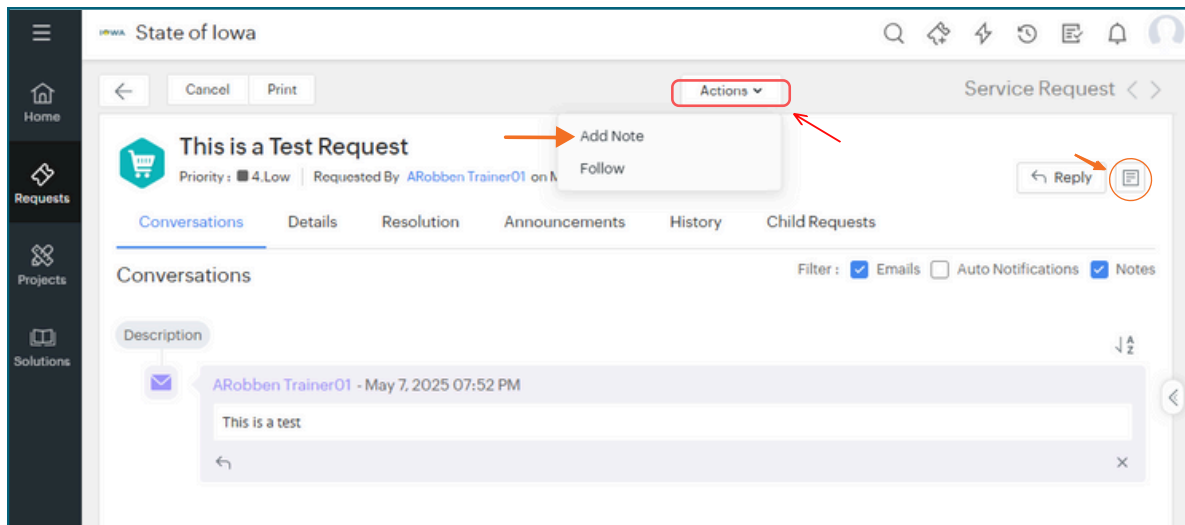 IOWA State of Iowa
Home
Requests
Projects
Solutions
Cancel Print Actions Service Request
Add Note
Follow
This is a Test Request
Priority : 4.Low Requested By ARobben Trainer01 on
Reply
Conversations Details Resolution Announcements History Child Requests
Conversations
Filter : Emails Auto Notifications Notes
Description
A
Z
ARobben Trainer01 - May 7, 2025 07:52 PM
This is a test